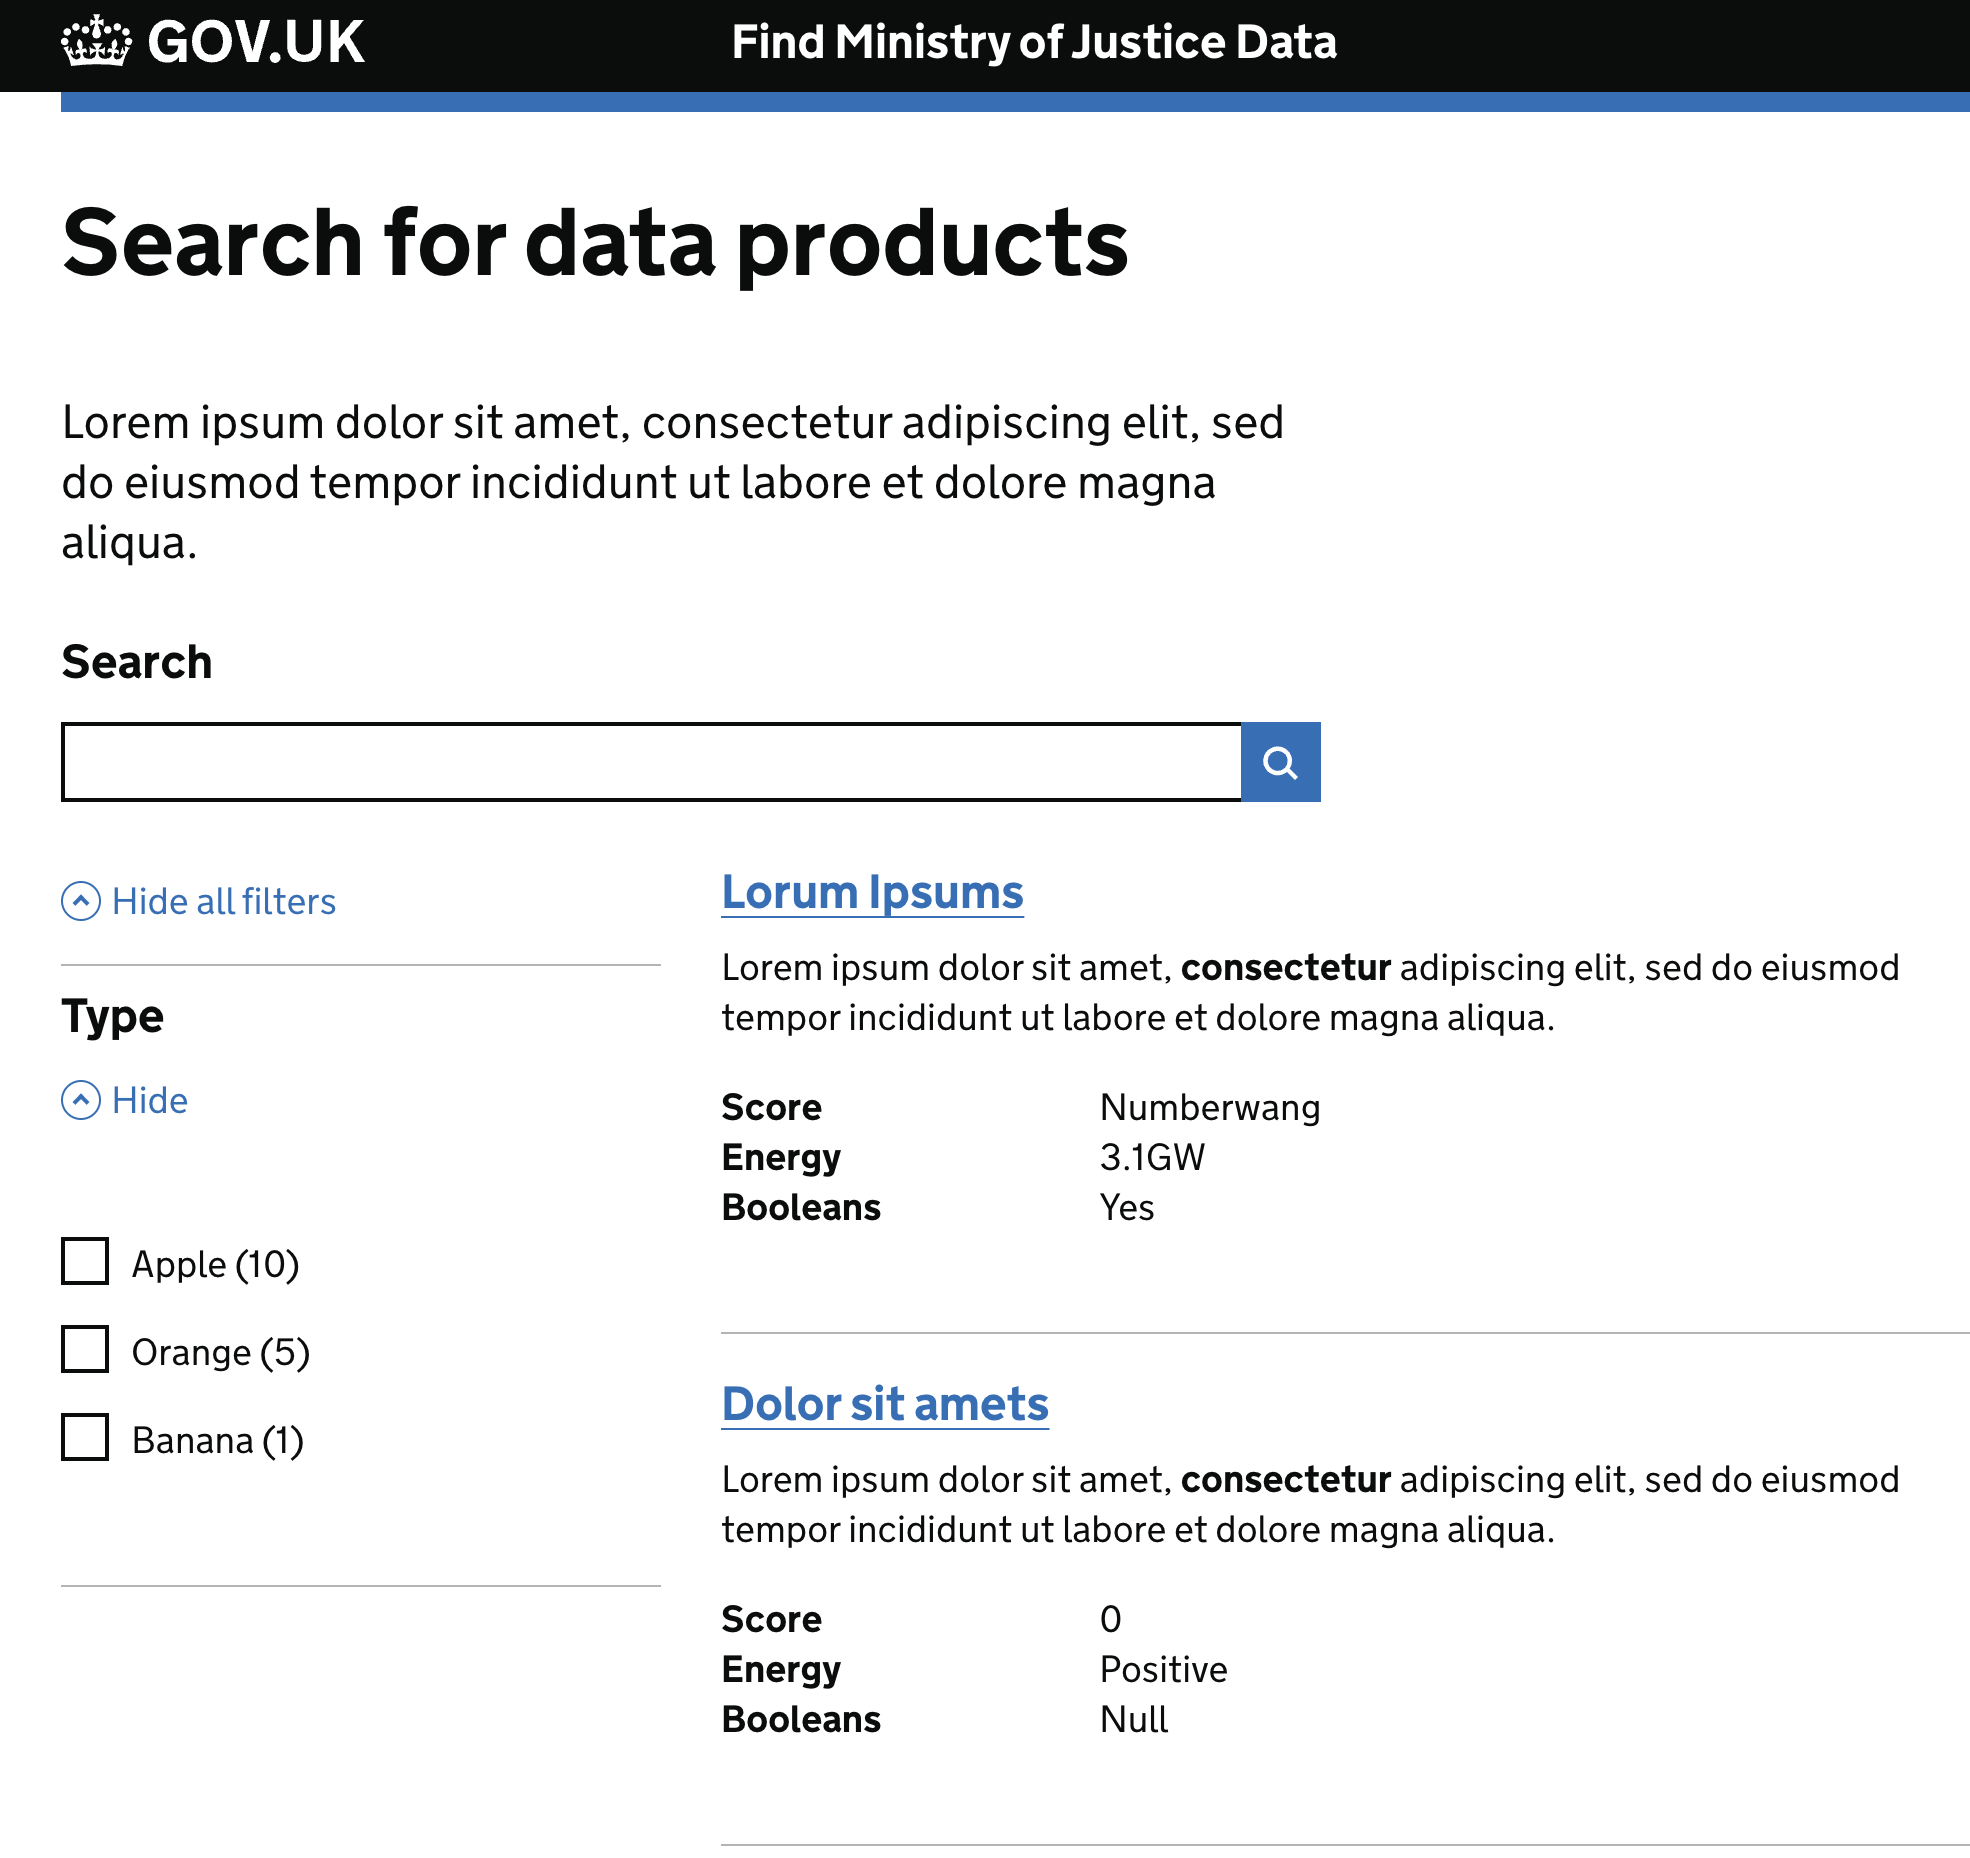 GOV.UK
Find Ministry of Justice Data
Search for data products
Lorem ipsum dolor sit amet, consectetur adipiscing elit, sed
do eiusmod tempor incididunt ut labore et dolore magna
aliqua.
Search
Hide all filters
Type
Hide
Apple (10)
Orange (5)
Banana (1)
Lorum Ipsums
Lorem ipsum dolor sit amet, consectetur adipiscing elit, sed do eiusmod
tempor incididunt ut labore et dolore magna aliqua.
Score Numberwang
Energy 3.1GW
Booleans Yes
Dolor sit amets
Lorem ipsum dolor sit amet, consectetur adipiscing elit, sed do eiusmod
tempor incididunt ut labore et dolore magna aliqua.
Score 0
Energy Positive
Booleans Null